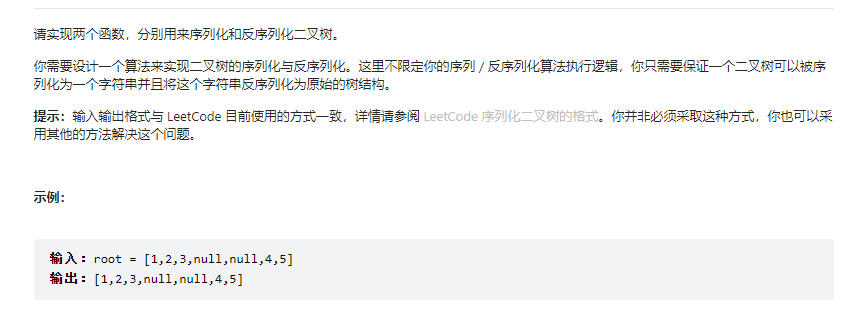 请实现两个函数，分别用来序列化和反序列化二叉树。
你需要设计一个算法来实现二叉树的序列化与反序列化。这里不限定你的序列 / 反序列化算法执行逻辑，你只需要保证一个二叉树可以被序
列化为一个字符串并且将这个字符串反序列化为原始的树结构。
提示：输入输出格式与 LeetCode 目前使用的方式一致，详情请参阅 LeetCode 序列化二叉树的格式。你并非必须采取这种方式，你也可以采
用其他的方法解决这个问题。
示例：
输入：root = [1,2,3,null,null,4,5]
输出：[1,2,3,null,null,4,5]